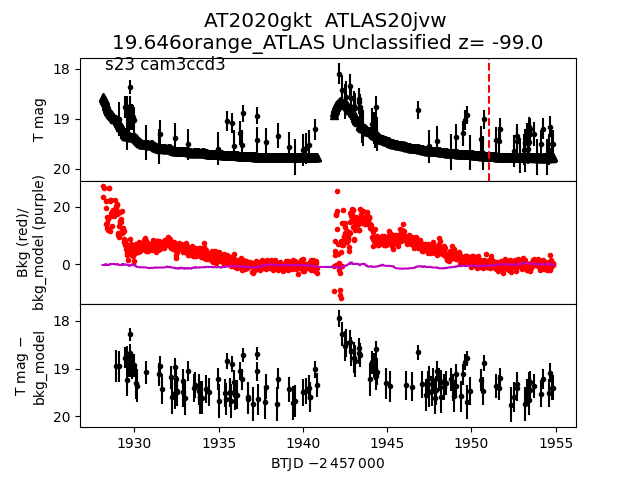 AT2020gkt  ATLAS20jvw
19.646orange_ATLAS Unclassified z= -99.0
s23 cam3ccd3
T mag
18
19
20
Bkg (red)/
bkg_model (purple)
20
0
T mag −
bkg_model
18
19
20
1930 1935 1940 1945 1950 1955
BTJD −2 457 000